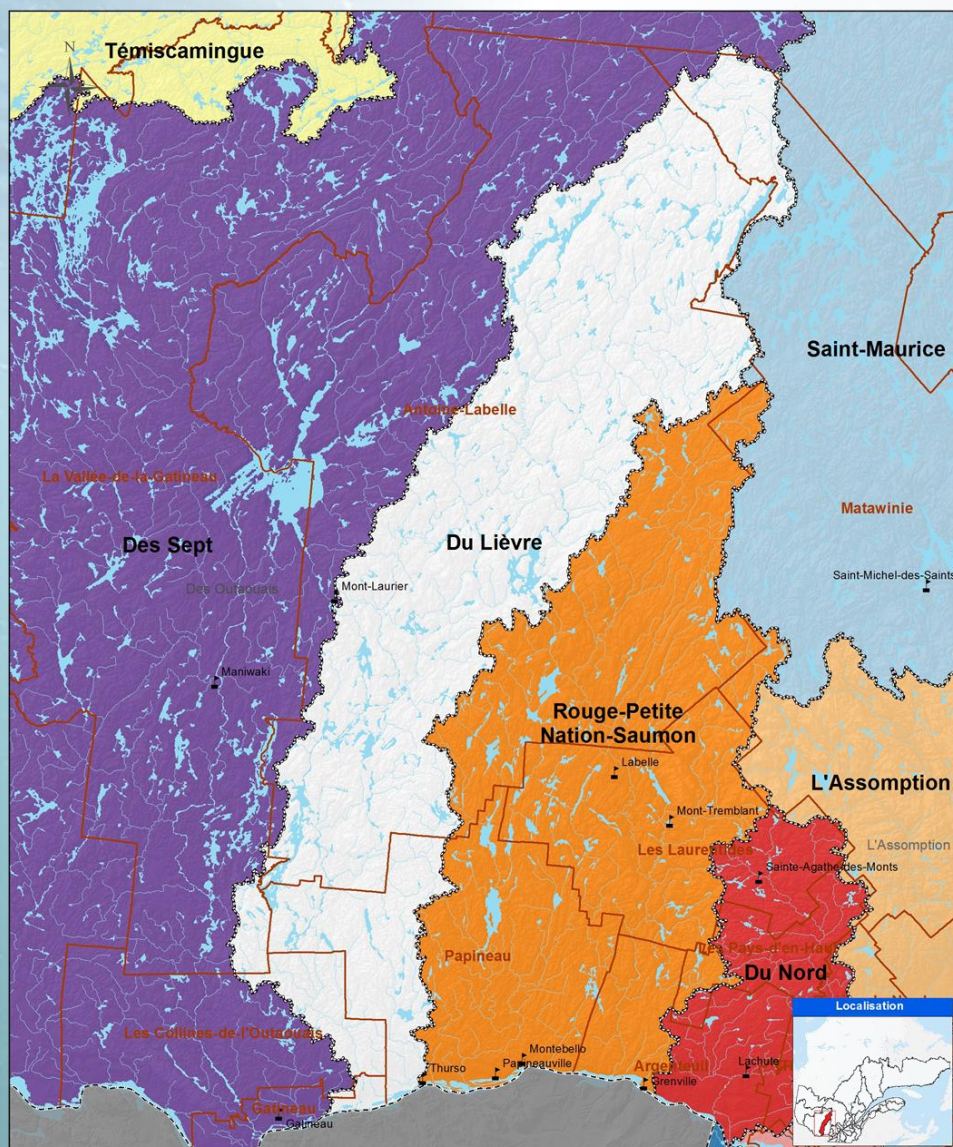 N
Témiscamingue
Saint-Maurice
Antoine-Labelle
La Vallée-de-la-Gatineau
Matawinie
Des Sept
Du Lièvre
Saint-Michel-des-Saints
Des Outaouais
Mont-Laurier
Maniwaki
Rouge-Petite
Nation-Saumon
Labelle
L'Assomption
Mont-Tremblant
L'Assomption
Les Laurentides
Sainte-Agathe-des-Monts
Papineau
Les Pays-d'en-Haut
Du Nord
Localisation
Les Collines-de-l'Outaouais
Montebello
Papineauville
Thurso
Argenteuil
Lachute
Grenville
Gatineau
Gatineau